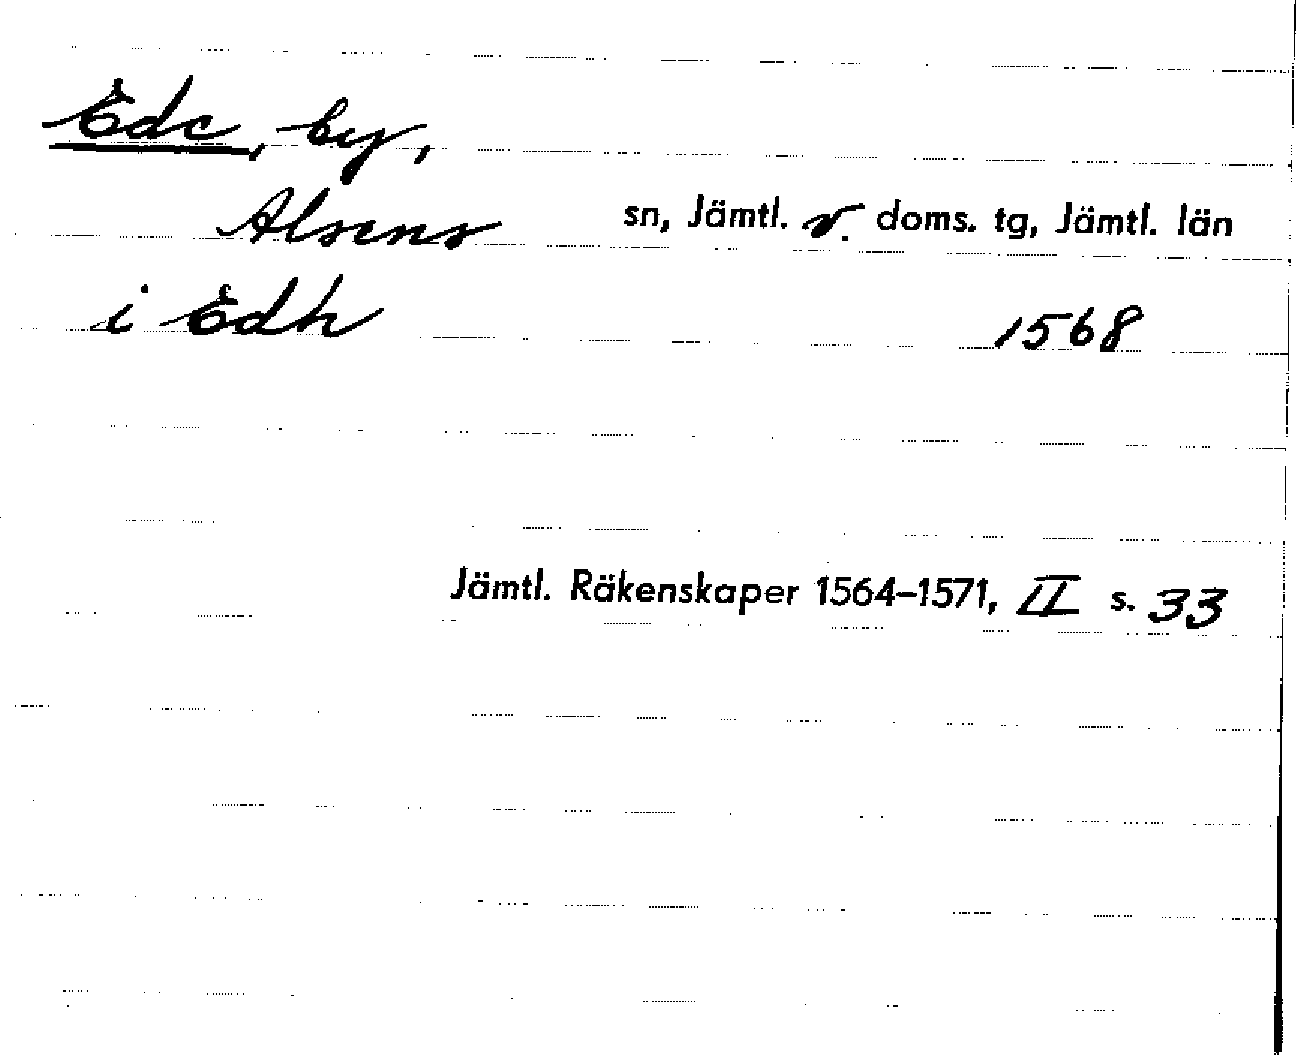 Ede, by,
Alsens sn, Jämtl. v. doms. tg, Jämtl. län
i Edh 1568
Jämtl. Räkenskaper 1564–1571, II s. 33